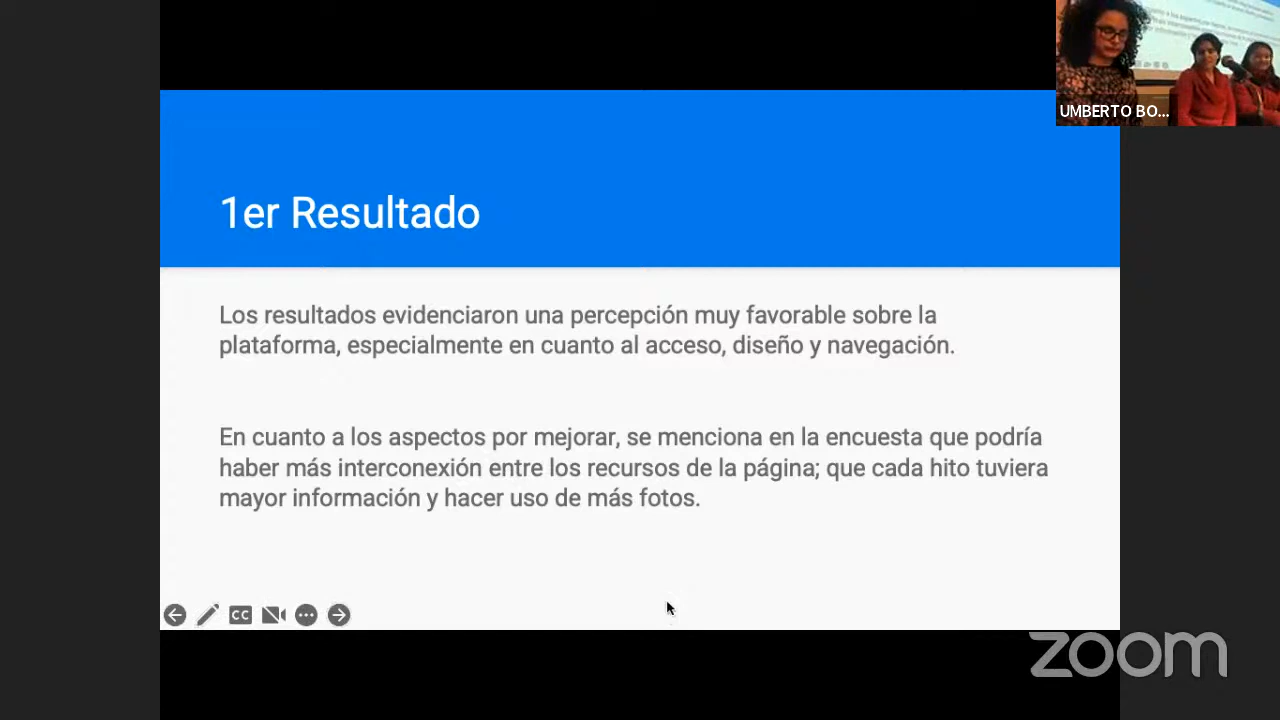 UMBERTO BO...
1er Resultado
Los resultados evidenciaron una percepción muy favorable sobre la
plataforma, especialmente en cuanto al acceso, diseño y navegación.
En cuanto a los aspectos por mejorar, se menciona en la encuesta que podría
haber más interconexión entre los recursos de la página; que cada hito tuviera
mayor información y hacer uso de más fotos.
CC
zoom